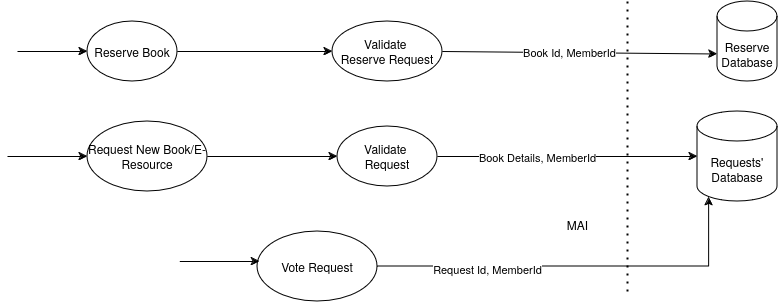 Reserve Book
Validate
Reserve Request
Book Id, MemberId
Reserve
Database
Request New Book/E-
Resource
Validate
Request
Book Details, MemberId
Requests'
Database
MAI
Vote Request
Request Id, MemberId